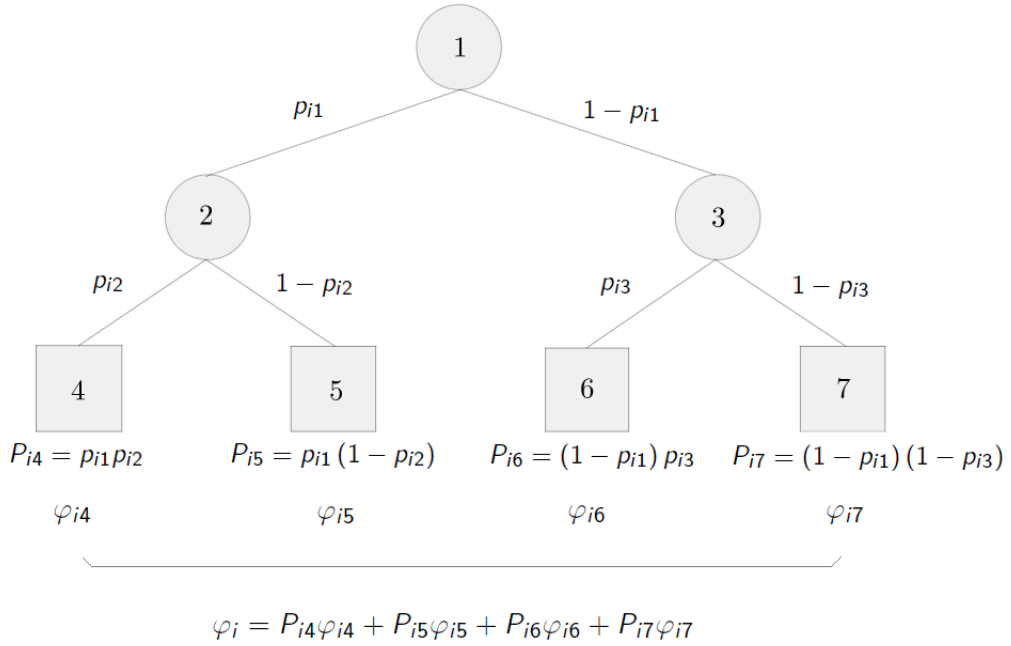 1
p_{i1} 1 − p_{i1}
2 3
p_{i2} 1 − p_{i2} p_{i3} 1 − p_{i3}
4 5 6 7
P_{i4} = p_{i1}p_{i2} P_{i5} = p_{i1} (1 − p_{i2}) P_{i6} = (1 − p_{i1}) p_{i3} P_{i7} = (1 − p_{i1}) (1 − p_{i3})
φ_{i4} φ_{i5} φ_{i6} φ_{i7}
φ_i = P_{i4}φ_{i4} + P_{i5}φ_{i5} + P_{i6}φ_{i6} + P_{i7}φ_{i7}